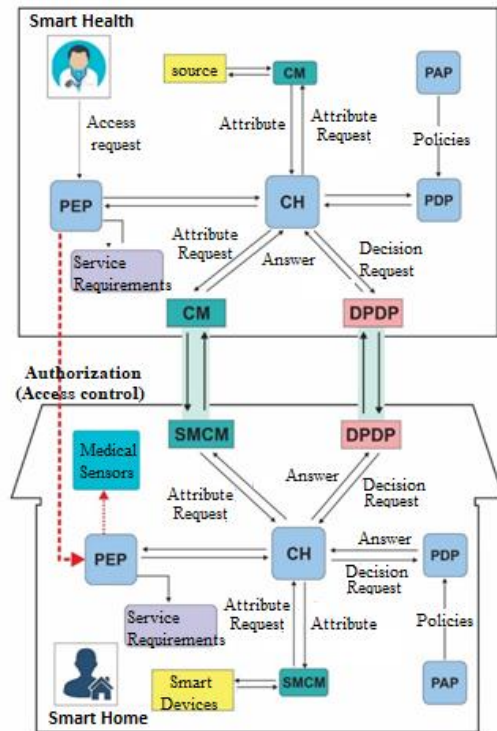 Smart Health
source
CM
PAP
Access
request
Attribute
Attribute
Request
Policies
PEP
CH
PDP
Service
Requirements
Attribute
Request
Answer
Decision
Request
CM
DPDP
Authorization
(Access control)
SMCM
DPDP
Medical
Sensors
Attribute
Request
Answer
Decision
Request
PEP
CH
Answer
PDP
Decision
Request
Service
Requirements
Attribute
Request
Attribute
Policies
Smart
Devices
SMCM
PAP
Smart Home